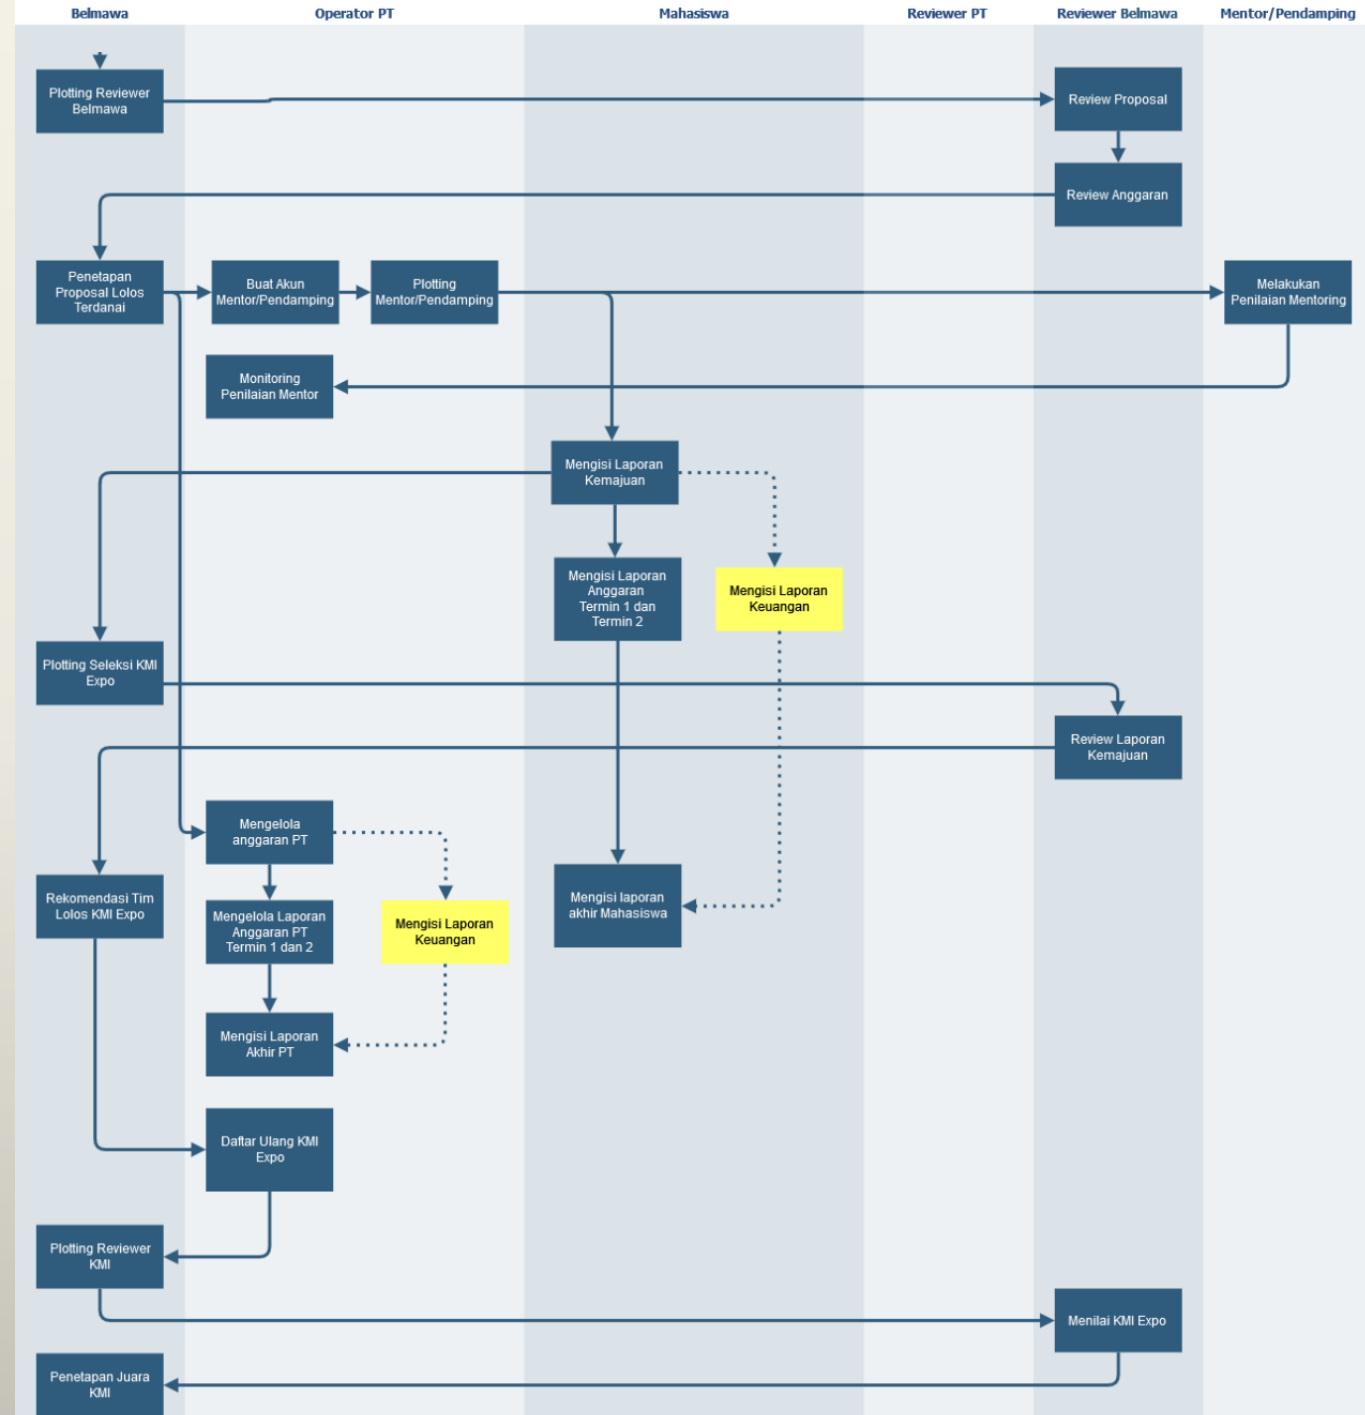 Belmawa
Operator PT
Mahasiswa
Reviewer PT
Reviewer Belmawa
Mentor/Pendamping
Plotting Reviewer
Belmawa
Review Proposal
Review Anggaran
Penetapan
Proposal Lolos
Terdanai
Buat Akun
Mentor/Pendamping
Plotting
Mentor/Pendamping
Melakukan
Penilaian Mentoring
Monitoring
Penilaian Mentor
Mengisi Laporan
Kemajuan
Mengisi Laporan
Anggaran
Termin 1 dan
Termin 2
Mengisi Laporan
Keuangan
Plotting Seleksi KMI
Expo
Review Laporan
Kemajuan
Mengelola
anggaran PT
Rekomendasi Tim
Lolos KMI Expo
Mengelola Laporan
Anggaran PT
Termin 1 dan 2
Mengisi Laporan
Keuangan
Mengisi laporan
akhir Mahasiswa
Mengisi Laporan
Akhir PT
Daftar Ulang KMI
Expo
Plotting Reviewer
KMI
Menilai KMI Expo
Penetapan Juara
KMI